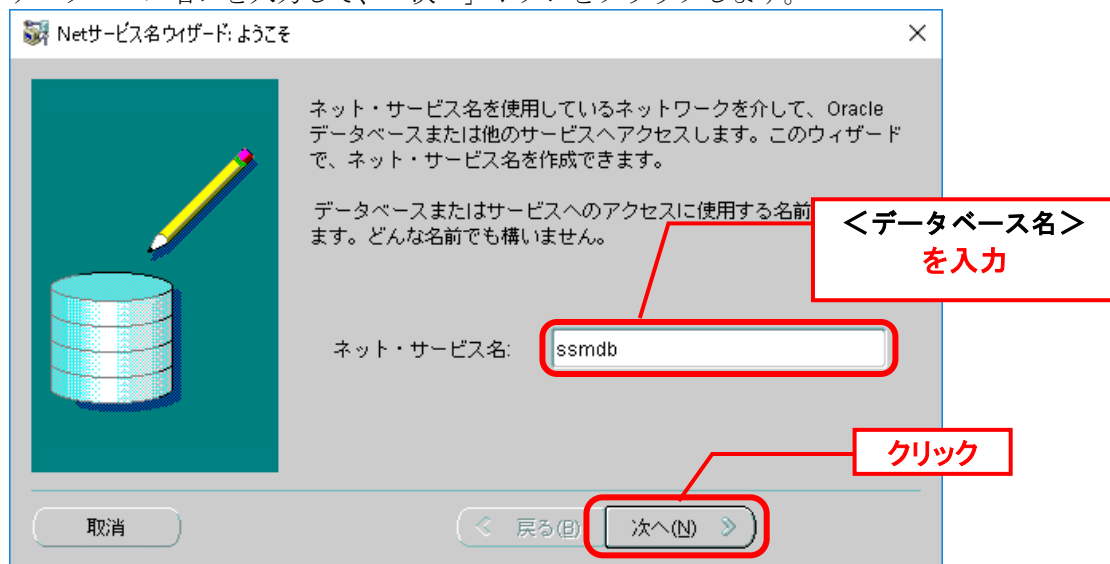 Netサービス名ウィザード: ようこそ
ネット・サービス名を使用しているネットワークを介して、Oracle
データベースまたは他のサービスへアクセスします。このウィザード
で、ネット・サービス名を作成できます。
データベースまたはサービスへのアクセスに使用する名前
ます。どんな名前でも構いません。
＜データベース名＞
を入力
ネット・サービス名:
ssmdb
クリック
取消
戻る(B)
次へ(N)